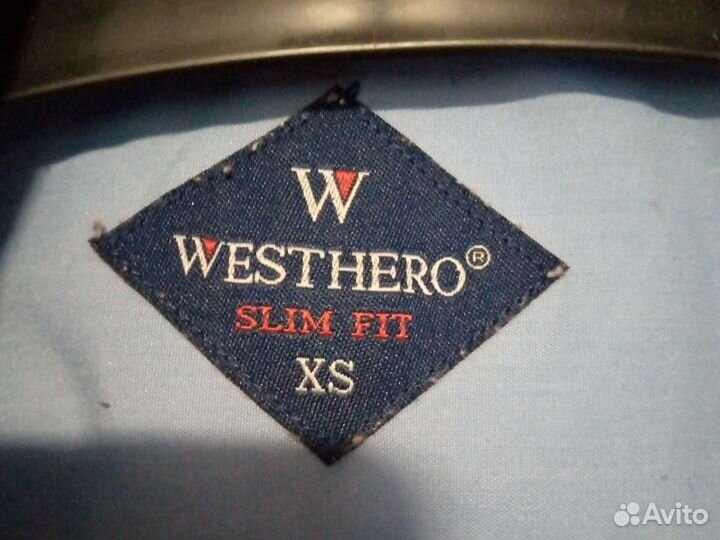 W
WESTHERO®
SLIM FIT
XS
Avito